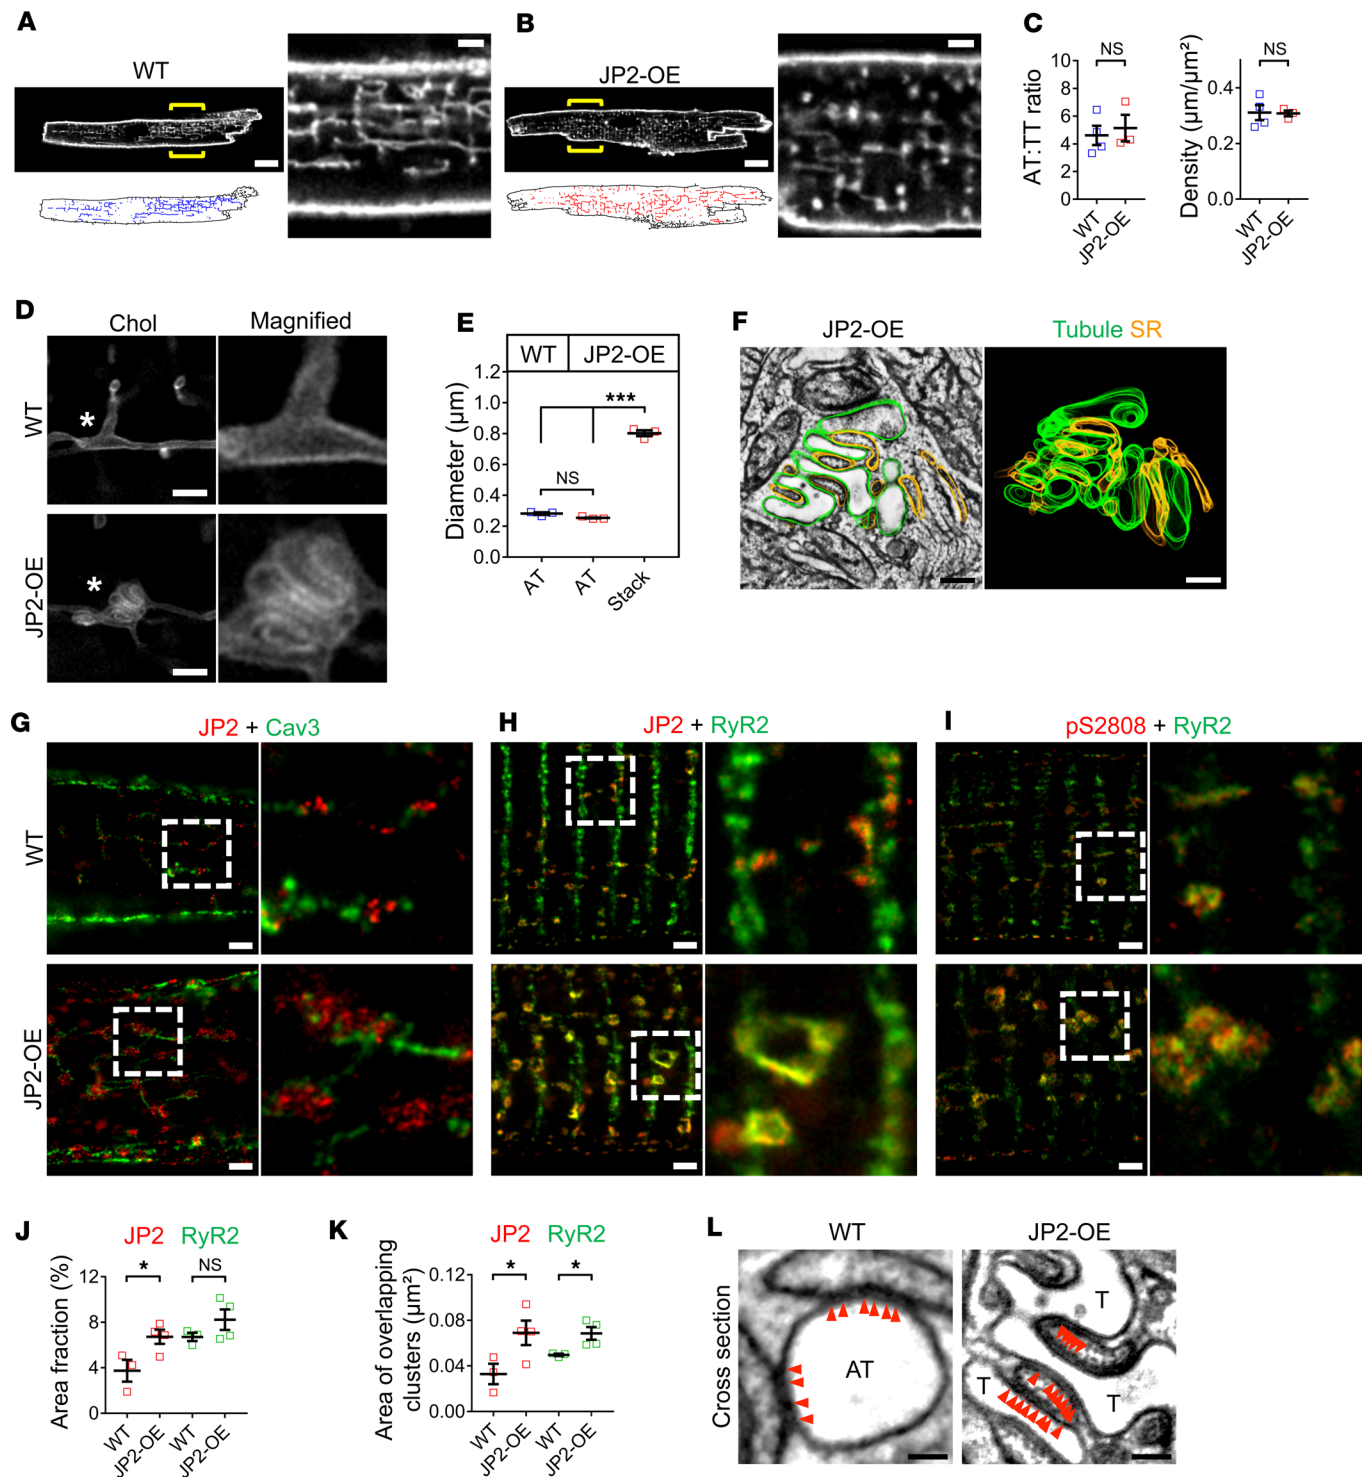 A
WT
B
JP2-OE
C
NS
AT:TT ratio
10
8
6
4
2
0
WT
JP2-OE
NS
Density (µm/µm²)
0.4
0.2
0.0
WT
JP2-OE
D
Chol
Magnified
WT
*
JP2-OE
*
E
WT
JP2-OE
Diameter (µm)
1.2
1.0
0.8
0.6
0.4
0.2
0.0
***
NS
AT
AT
Stack
F
JP2-OE
Tubule SR
G
JP2 + Cav3
WT
JP2-OE
H
JP2 + RyR2
I
pS2808 + RyR2
J
JP2
RyR2
*
NS
Area fraction (%)
12
8
4
0
WT
JP2-OE
WT
JP2-OE
K
JP2
RyR2
*
*
Area of overlapping
clusters (µm²)
0.12
0.08
0.04
0.00
WT
JP2-OE
WT
JP2-OE
L
WT
JP2-OE
Cross section
AT
T
T
T